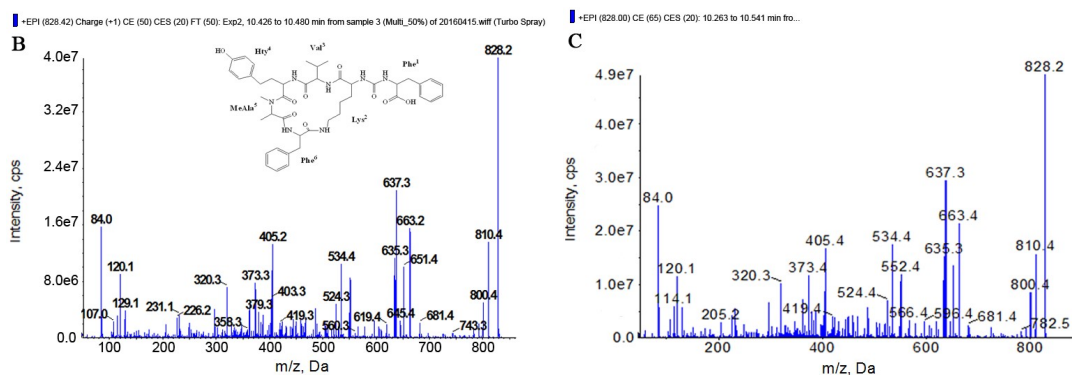 +EPI (828.42) Charge (+1) CE (50) CES (20) FT (50): Exp2, 10.426 to 10.480 min from sample 3 (Multi_50%) of 20160415.wiff (Turbo Spray)
B
Intensity, cps
4.0e7
3.2e7
2.4e7
1.6e7
8.0e6
0.0
828.2
637.3
84.0
663.2
405.2
810.4
534.4
635.3
651.4
120.1
320.3
373.3
403.3
524.3
800.4
107.0
129.1
231.1
226.2
379.3
419.3
619.4
645.4
681.4
358.3
560.3
743.3
100
200
300
400
500
600
700
800
m/z, Da
HO
Hty⁴
Val³
Phe¹
MeAla⁵
Lys²
Phe⁶
H
N
O
OH
NH
+EPI (828.00) CE (65) CES (20): 10.263 to 10.541 min fro...
C
Intensity, cps
4.9e7
4.0e7
3.0e7
2.0e7
1.0e7
0.0
828.2
637.3
84.0
663.4
405.4
534.4
635.3
810.4
120.1
320.3
373.4
552.4
114.1
524.4
800.4
419.4
205.2
566.4
596.4
681.4
782.5
200
400
600
800
m/z, Da